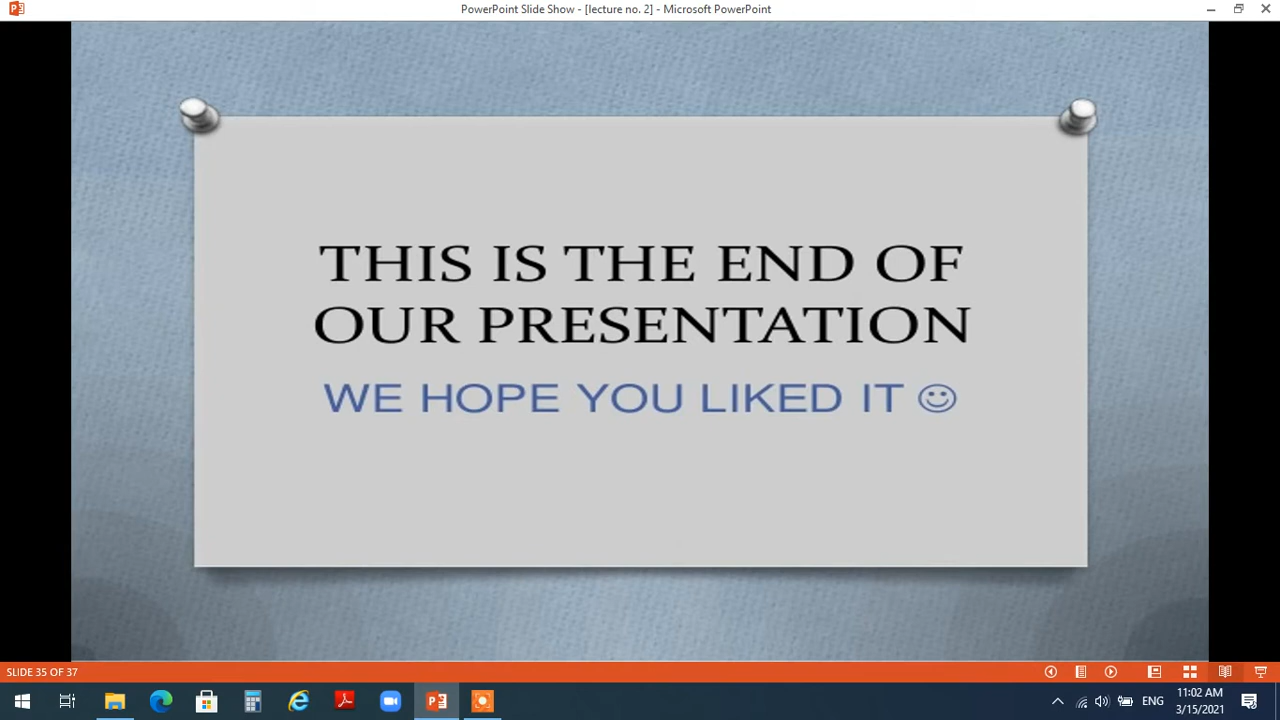 PowerPoint Slide Show - [lecture no. 2] - Microsoft PowerPoint
THIS IS THE END OF
OUR PRESENTATION
WE HOPE YOU LIKED IT ☺
SLIDE 35 OF 37
11:02 AM
ENG
3/15/2021